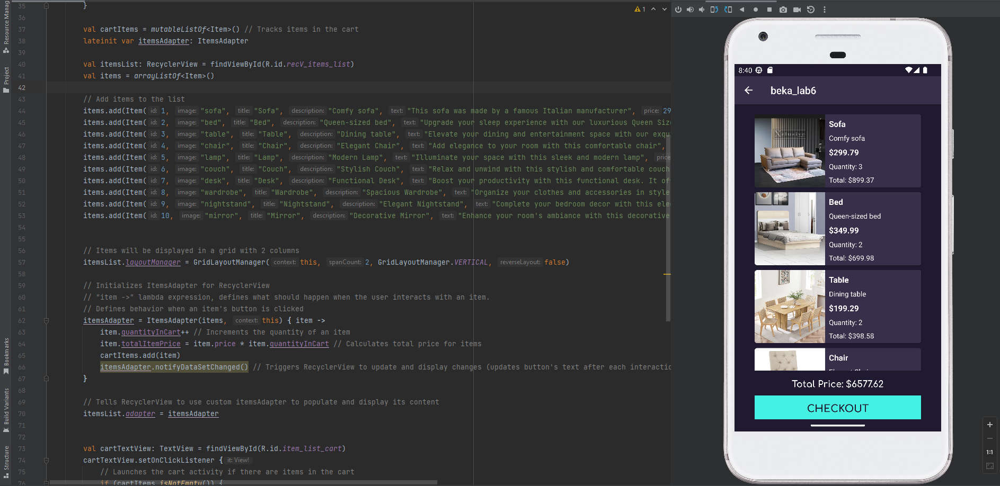 Resource Manag
Project
Bookmarks
Build Variants
Structure
1
35 }
36
37 val cartItems = mutableListOf<Item>() // Tracks items in the cart
38 lateinit var itemsAdapter: ItemsAdapter
39
40 val itemsList: RecyclerView = findViewById(R.id.recV_items_list)
41 val items = arrayListOf<Item>()
42
43 // Add items to the list
44 items.add(Item( id: 1, image: "sofa", title: "Sofa", description: "Comfy sofa", text: "This sofa was made by a famous Italian manufacturer", price: 29
45 items.add(Item( id: 2, image: "bed", title: "Bed", description: "Queen-sized bed", text: "Upgrade your sleep experience with our luxurious Queen Siz
46 items.add(Item( id: 3, image: "table", title: "Table", description: "Dining table", text: "Elevate your dining and entertainment space with our exqu
47 items.add(Item( id: 4, image: "chair", title: "Chair", description: "Elegant Chair", text: "Add elegance to your room with this comfortable chair",
48 items.add(Item( id: 5, image: "lamp", title: "Lamp", description: "Modern Lamp", text: "Illuminate your space with this sleek and modern lamp", price
49 items.add(Item( id: 6, image: "couch", title: "Couch", description: "Stylish Couch", text: "Relax and unwind with this stylish and comfortable couch
50 items.add(Item( id: 7, image: "desk", title: "Desk", description: "Functional Desk", text: "Boost your productivity with this functional desk. It of
51 items.add(Item( id: 8, image: "wardrobe", title: "Wardrobe", description: "Spacious Wardrobe", text: "Organize your clothes and accessories in style
52 items.add(Item( id: 9, image: "nightstand", title: "Nightstand", description: "Elegant Nightstand", text: "Complete your bedroom decor with this ele
53 items.add(Item( id: 10, image: "mirror", title: "Mirror", description: "Decorative Mirror", text: "Enhance your room's ambiance with this decorative
54
55
56 // Items will be displayed in a grid with 2 columns
57 itemsList.layoutManager = GridLayoutManager( context: this, spanCount: 2, GridLayoutManager.VERTICAL, reverseLayout: false)
58
59 // Initializes ItemsAdapter for RecyclerView
60 // "item ->" lambda expression, defines what should happen when the user interacts with an item.
61 // Defines behavior when an item's button is clicked
62 itemsAdapter = ItemsAdapter(items, context: this) { item ->
63 item.quantityInCart++ // Increments the quantity of an item
64 item.totalItemPrice = item.price * item.quantityInCart // Calculates total price for items
65 cartItems.add(item)
66 itemsAdapter.notifyDataSetChanged() // Triggers RecyclerView to update and display changes (updates button's text after each interactio
67 }
68
69 // Tells RecyclerView to use custom itemsAdapter to populate and display its content
70 itemsList.adapter = itemsAdapter
71
72
73 val cartTextView: TextView = findViewById(R.id.item_list_cart)
74 cartTextView.setOnClickListener { it: View!
75 // Launches the cart activity if there are items in the cart
76 if (cartItems.isNotEmpty()) {
8:40
beka_lab6
Xclusive
Sofa
Comfy sofa
$299.79
Quantity: 3
Total: $899.37
Bed
Queen-sized bed
$349.99
Quantity: 2
Total: $699.98
Table
Dining table
$199.29
Quantity: 2
Total: $398.58
Chair
Elegant Chair
Total Price: $6577.62
CHECKOUT
1:1